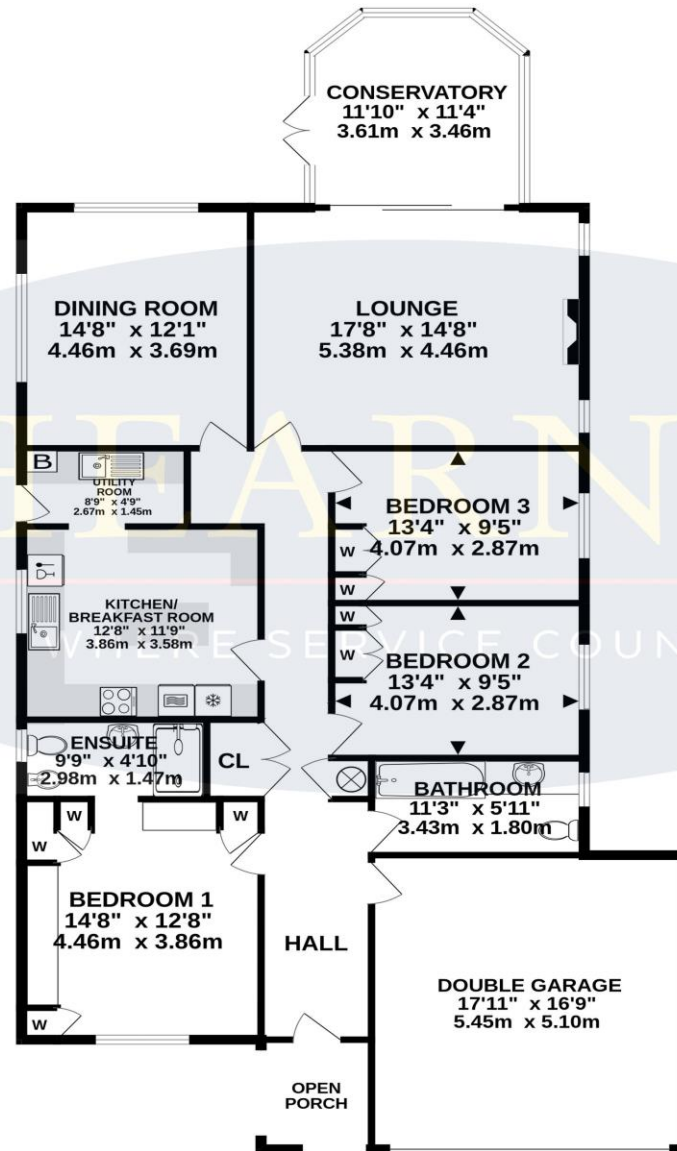 CONSERVATORY
11'10" x 11'4"
3.61m x 3.46m
DINING ROOM
14'8" x 12'1"
4.46m x 3.69m
LOUNGE
17'8" x 14'8"
5.38m x 4.46m
HEARN
B
UTILITY
ROOM
8'9" x 4'9"
2.67m x 1.45m
BEDROOM 3
13'4" x 9'5"
4.07m x 2.87m
W
W
KITCHEN/
BREAKFAST ROOM
12'8" x 11'9"
3.86m x 3.58m
WHERE SERVICE COUN
W
W
BEDROOM 2
13'4" x 9'5"
4.07m x 2.87m
ENSUITE
9'9" x 4'10"
2.98m x 1.47m
CL
BATHROOM
11'3" x 5'11"
3.43m x 1.80m
W
W
W
BEDROOM 1
14'8" x 12'8"
4.46m x 3.86m
W
HALL
DOUBLE GARAGE
17'11" x 16'9"
5.45m x 5.10m
OPEN
PORCH